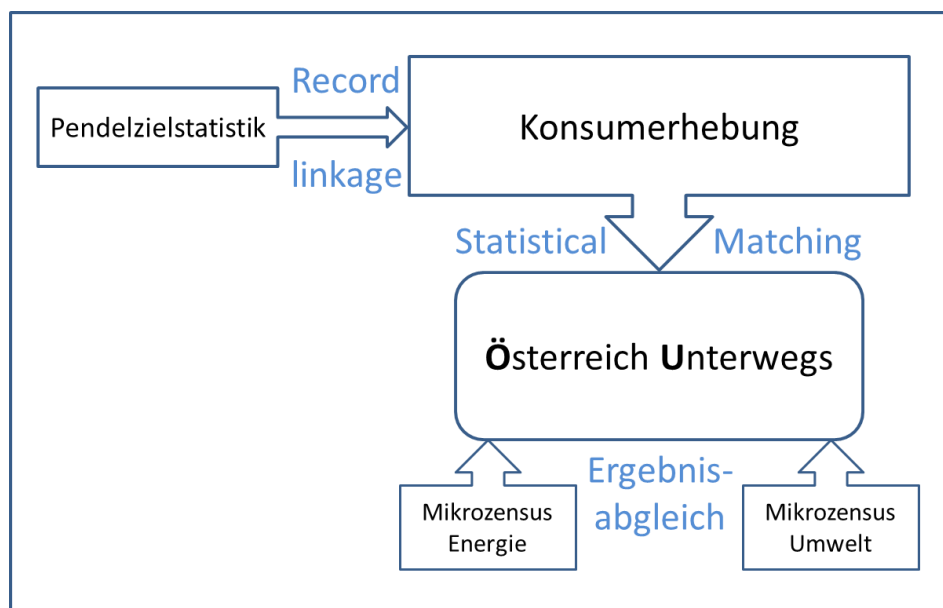 Record
Pendelzielstatistik
linkage
Konsumerhebung
Statistical Matching
Österreich Unterwegs
Ergebnis-
abgleich
Mikrozensus
Energie
Mikrozensus
Umwelt